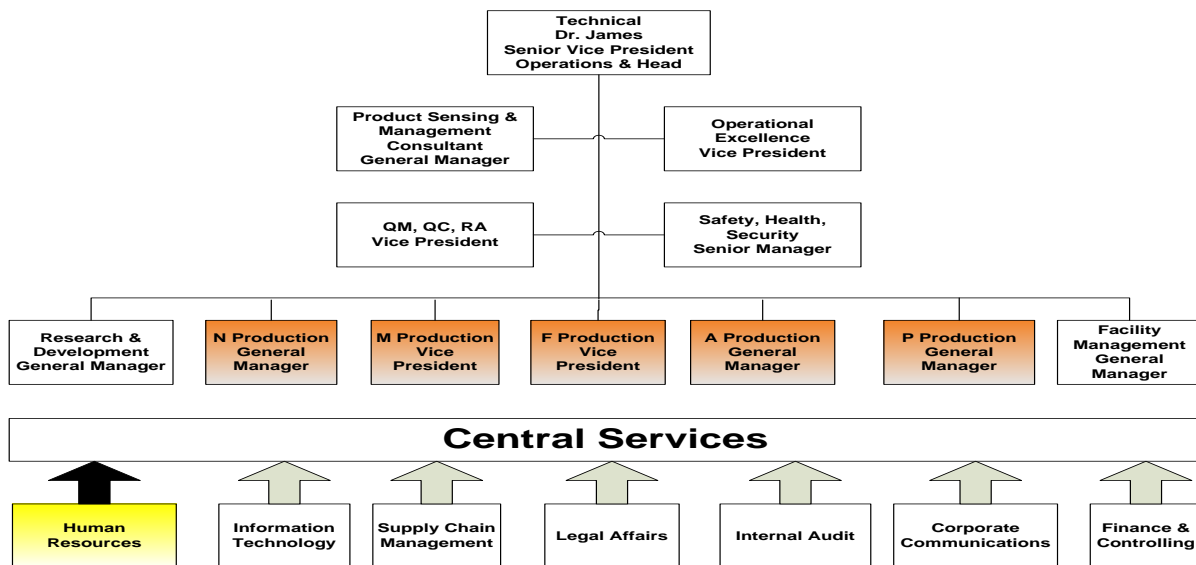 Technical
Dr. James
Senior Vice President
Operations & Head
Product Sensing &
Management
Consultant
General Manager
Operational
Excellence
Vice President
QM, QC, RA
Vice President
Safety, Health,
Security
Senior Manager
Research &
Development
General Manager
N Production
General
Manager
M Production
Vice
President
F Production
Vice
President
A Production
General
Manager
P Production
General
Manager
Facility
Management
General
Manager
Central Services
Human
Resources
Information
Technology
Supply Chain
Management
Legal Affairs
Internal Audit
Corporate
Communications
Finance &
Controlling